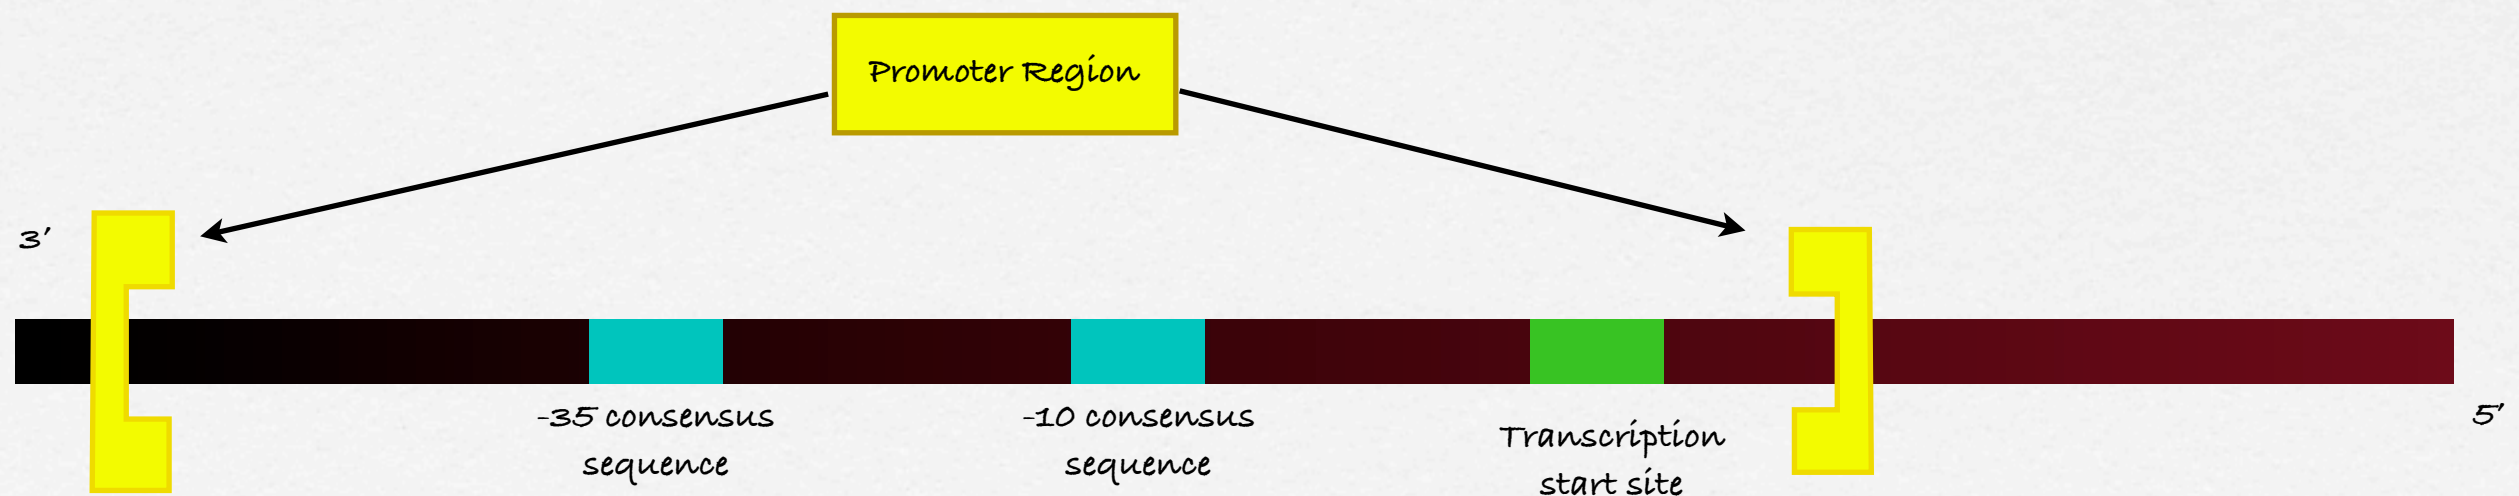 Promoter Region
3'
-35 consensus
sequence
-10 consensus
sequence
Transcription
start site
5'